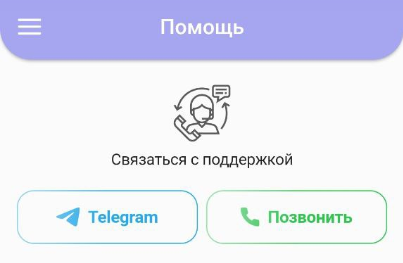 Помощь
Связаться с поддержкой
Telegram
Позвонить